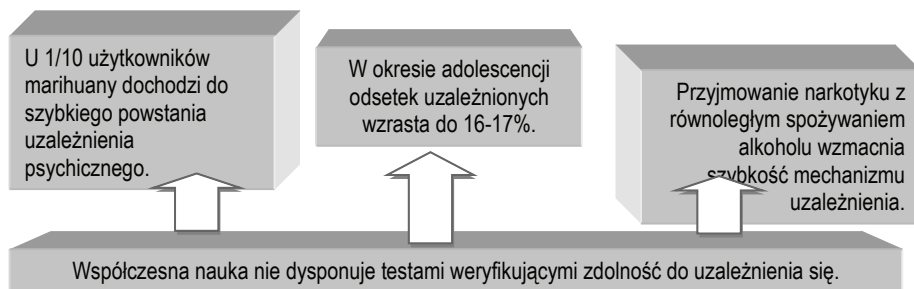 U 1/10 użytkowników
marihuany dochodzi do
szybkiego powstania
uzależnienia
psychicznego.
W okresie adolescencji
odsetek uzależnionych
wzrasta do 16-17%.
Przyjmowanie narkotyku z
równoległym spożywaniem
alkoholu wzmacnia
szybkość mechanizmu
uzależnienia.
Współczesna nauka nie dysponuje testami weryfikującymi zdolność do uzależnienia się.